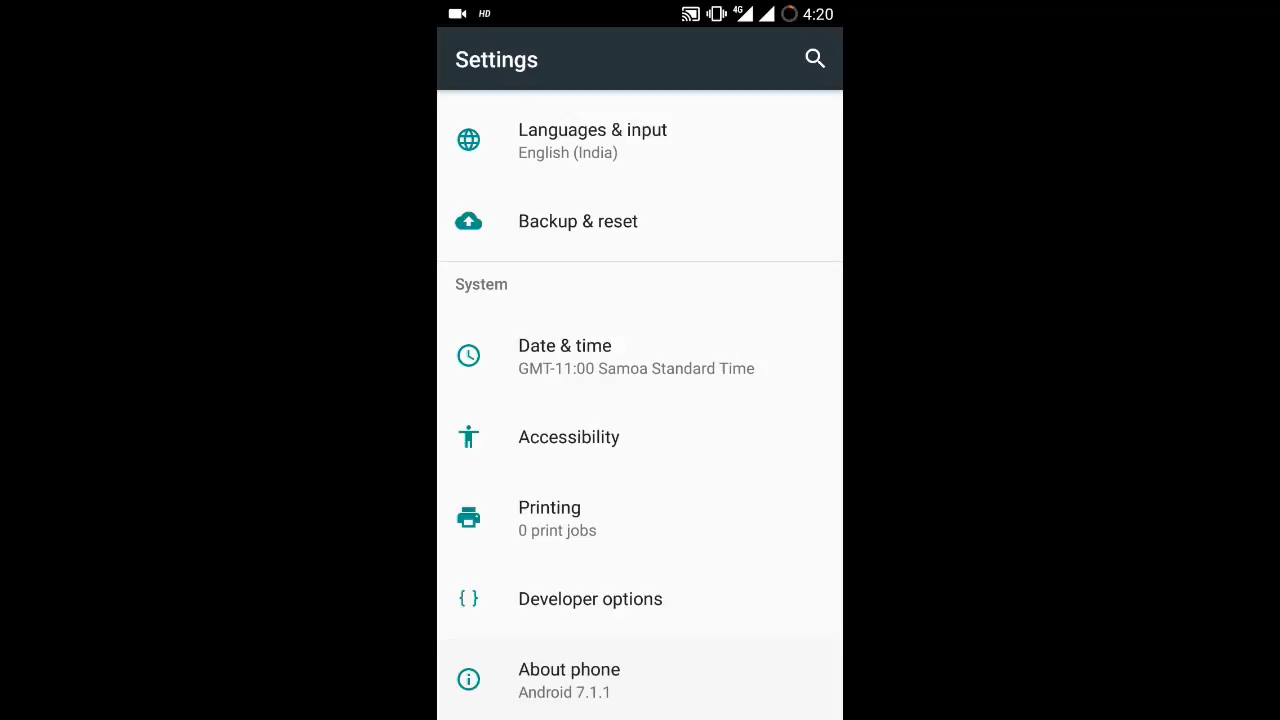 HD 4G 4:20
Settings
Languages & input
English (India)
Backup & reset
System
Date & time
GMT-11:00 Samoa Standard Time
Accessibility
Printing
0 print jobs
Developer options
About phone
Android 7.1.1